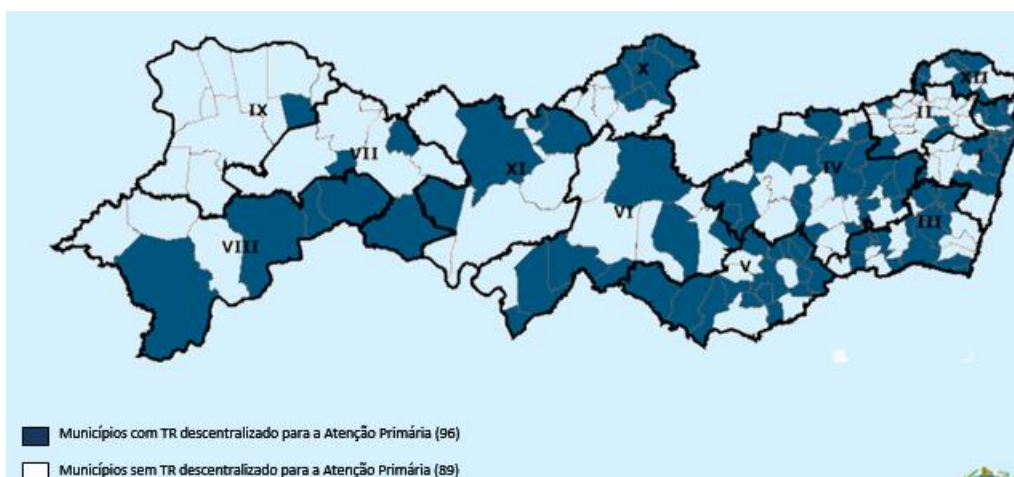 X
XII
IX
II
VII
I
IV
XI
VI
III
VIII
V
Municípios com TR descentralizado para a Atenção Primária (96)
Municípios sem TR descentralizado para a Atenção Primária (89)